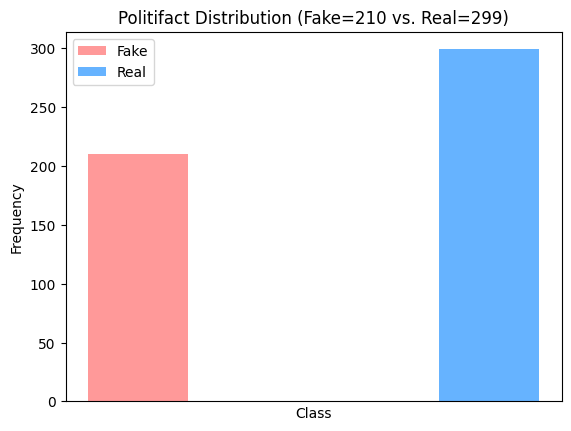 Politifact Distribution (Fake=210 vs. Real=299)
Fake
Real
300
250
200
150
100
50
0
Frequency
Class